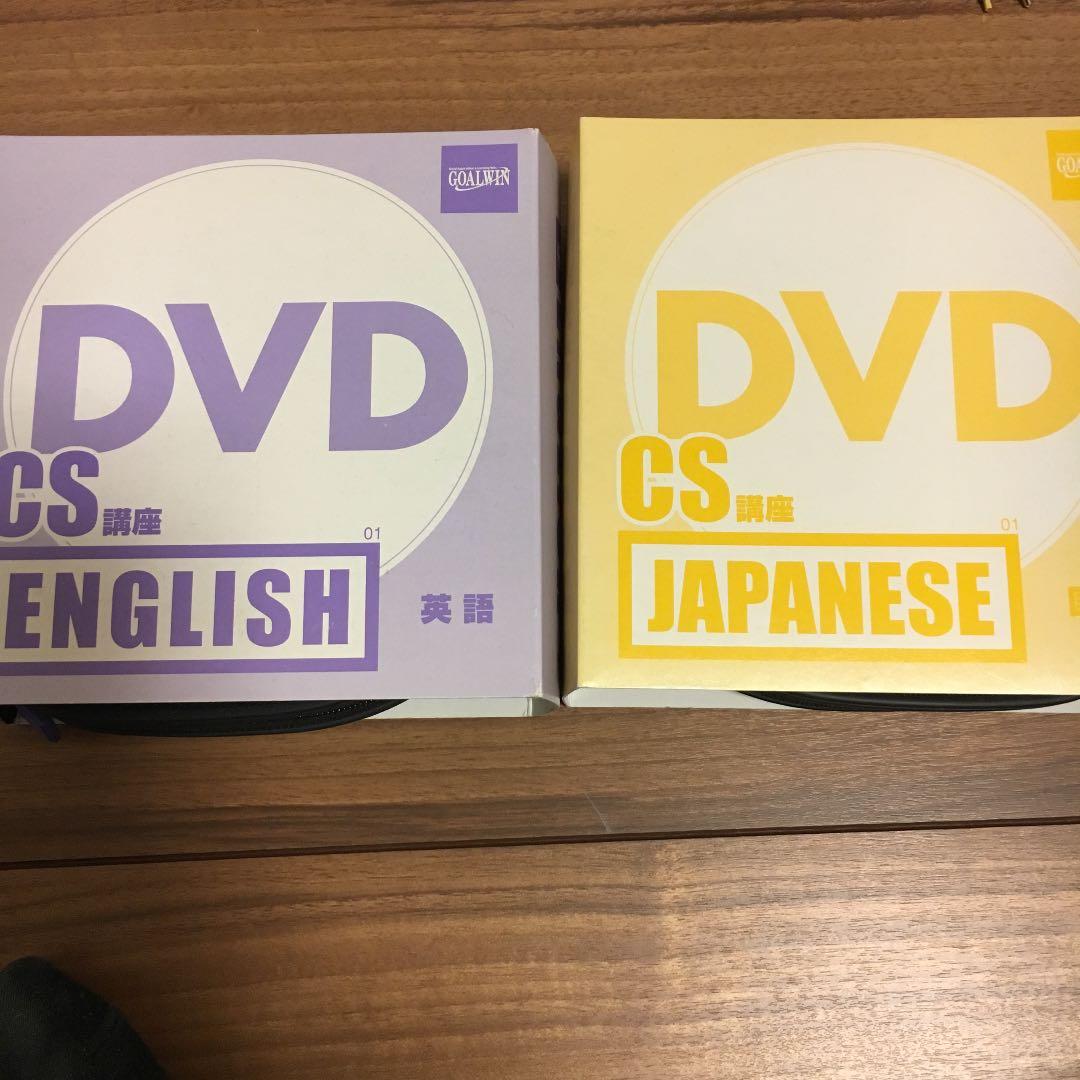 GOALWIN
DVD
CS講座
01
ENGLISH
英語
DVD
CS講座
01
JAPANESE